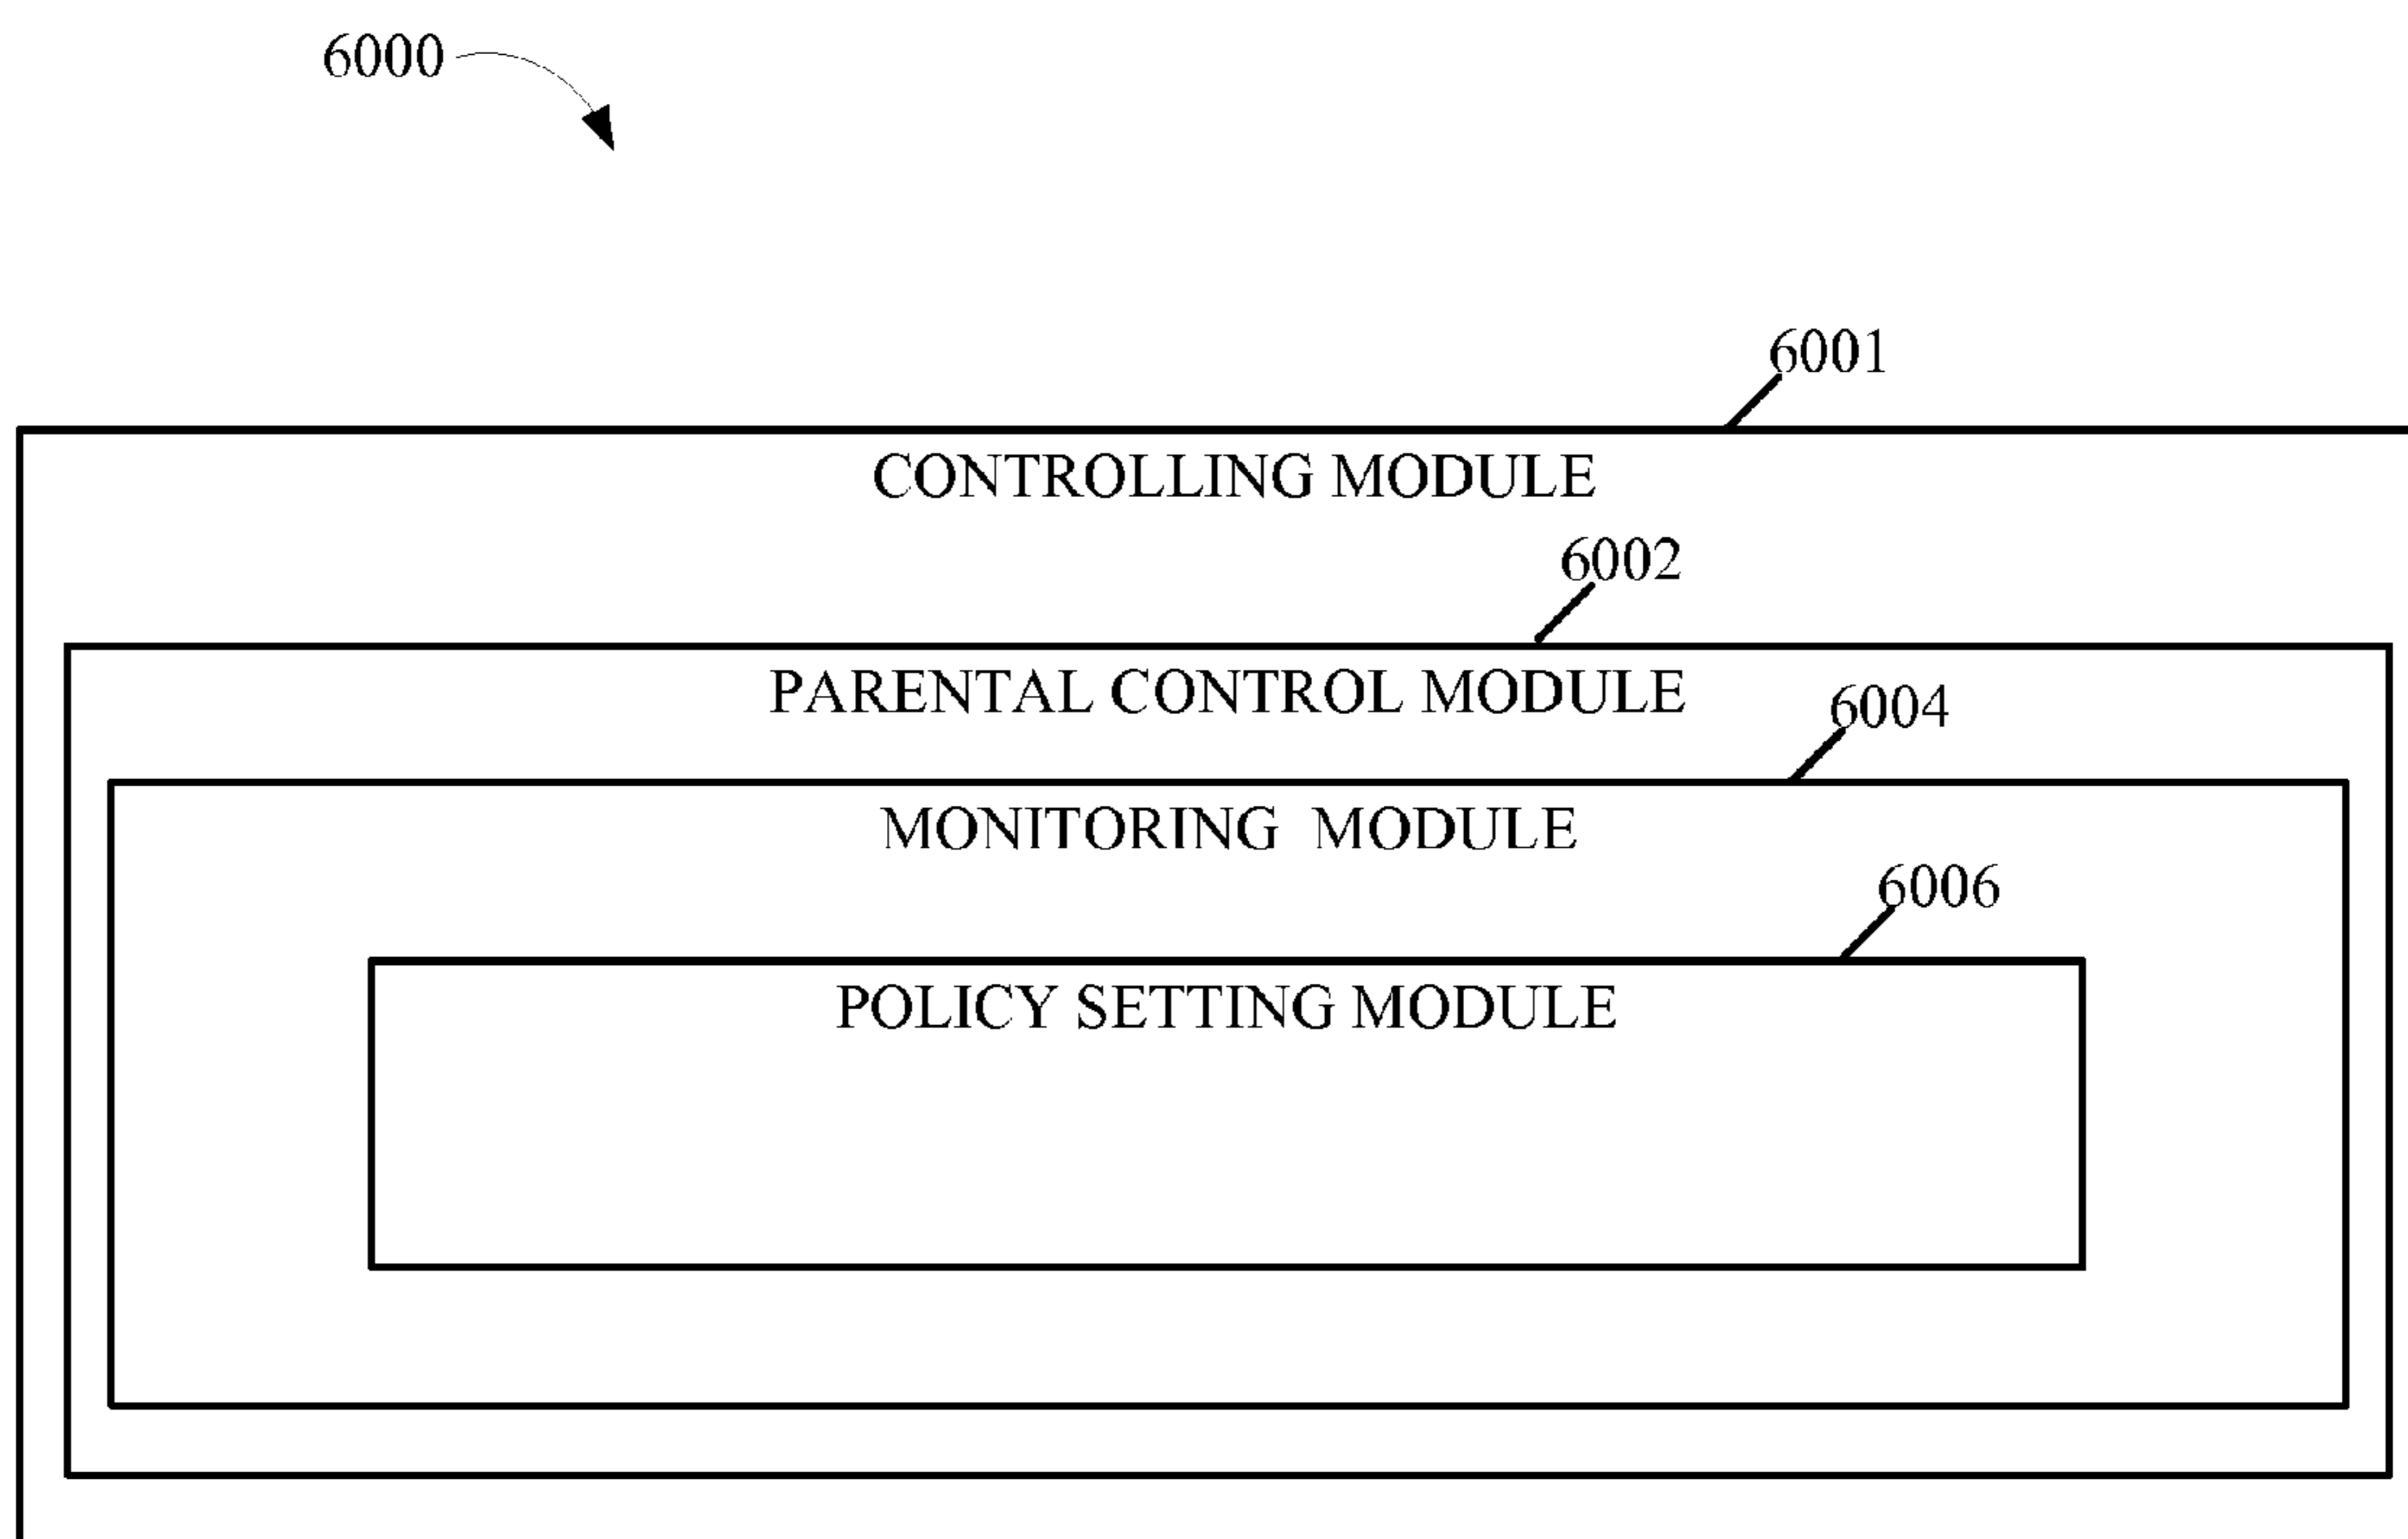 6000
6001
CONTROLLING MODULE
6002
PARENTAL CONTROL MODULE
6004
MONITORING MODULE
6006
POLICY SETTING MODULE